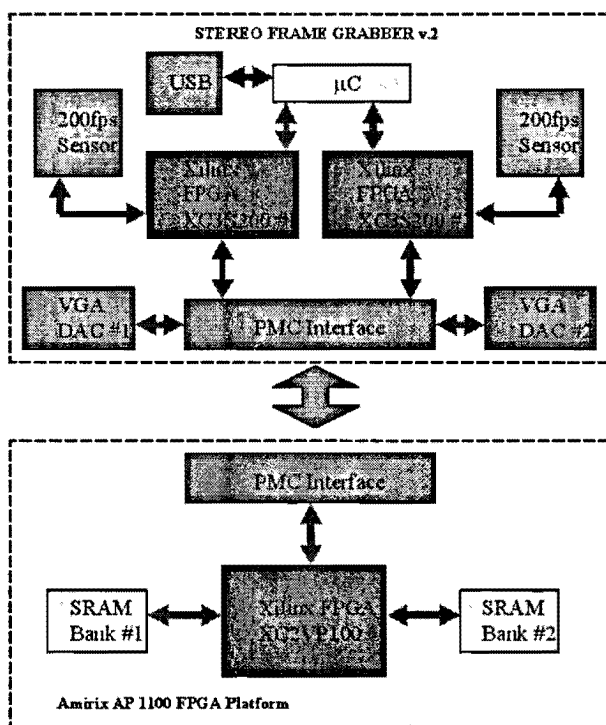 STEREO FRAME GRABBER v.2
USB
µC
200fps
Sensor
200fps
Sensor
Xilinx
FPGA
XC3S200 #
Xilinx
FPGA
XC3S200 #
VGA
DAC #1
PMC Interface
VGA
DAC #2
PMC Interface
SRAM
Bank #1
Xilinx FPGA
XC2VP100 #
SRAM
Bank #2
Amirix AP 1100 FPGA Platform